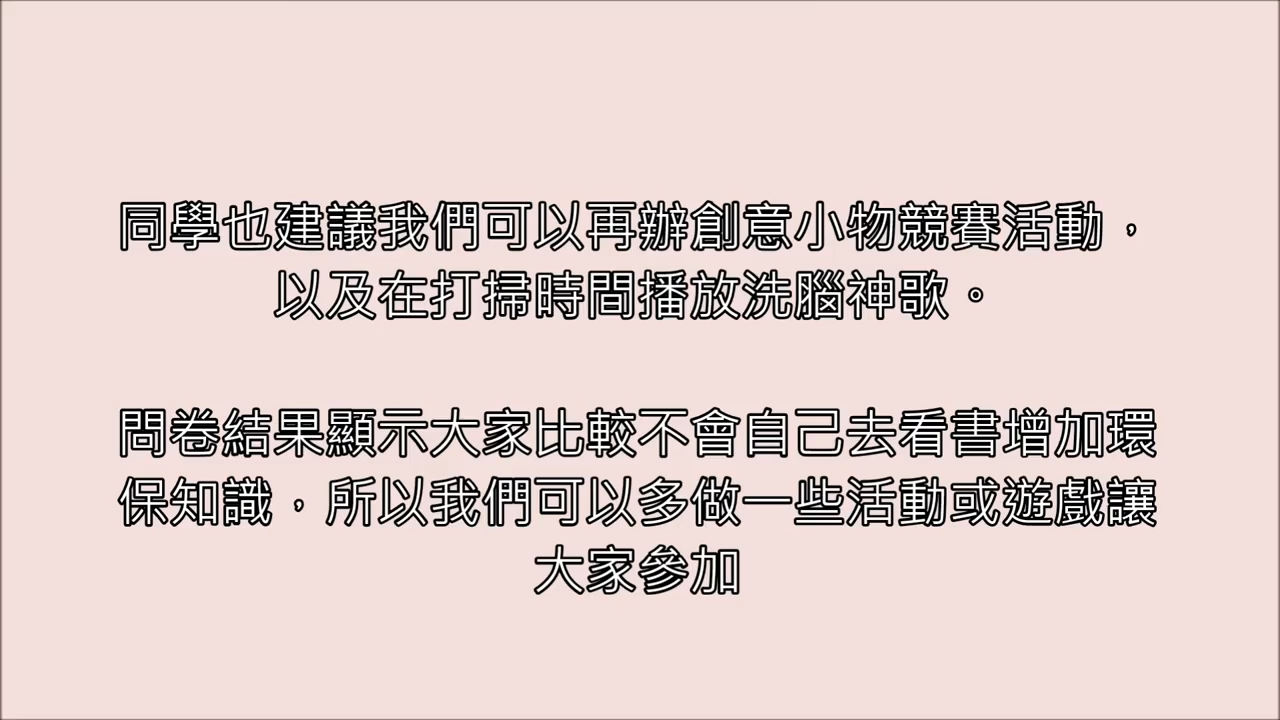 同學也建議我們可以再辦創意小物競賽活動，
以及在打掃時間播放洗腦神歌。
問卷結果顯示大家比較不會自己去看書增加環
保知識，所以我們可以多做一些活動或遊戲讓
大家參加